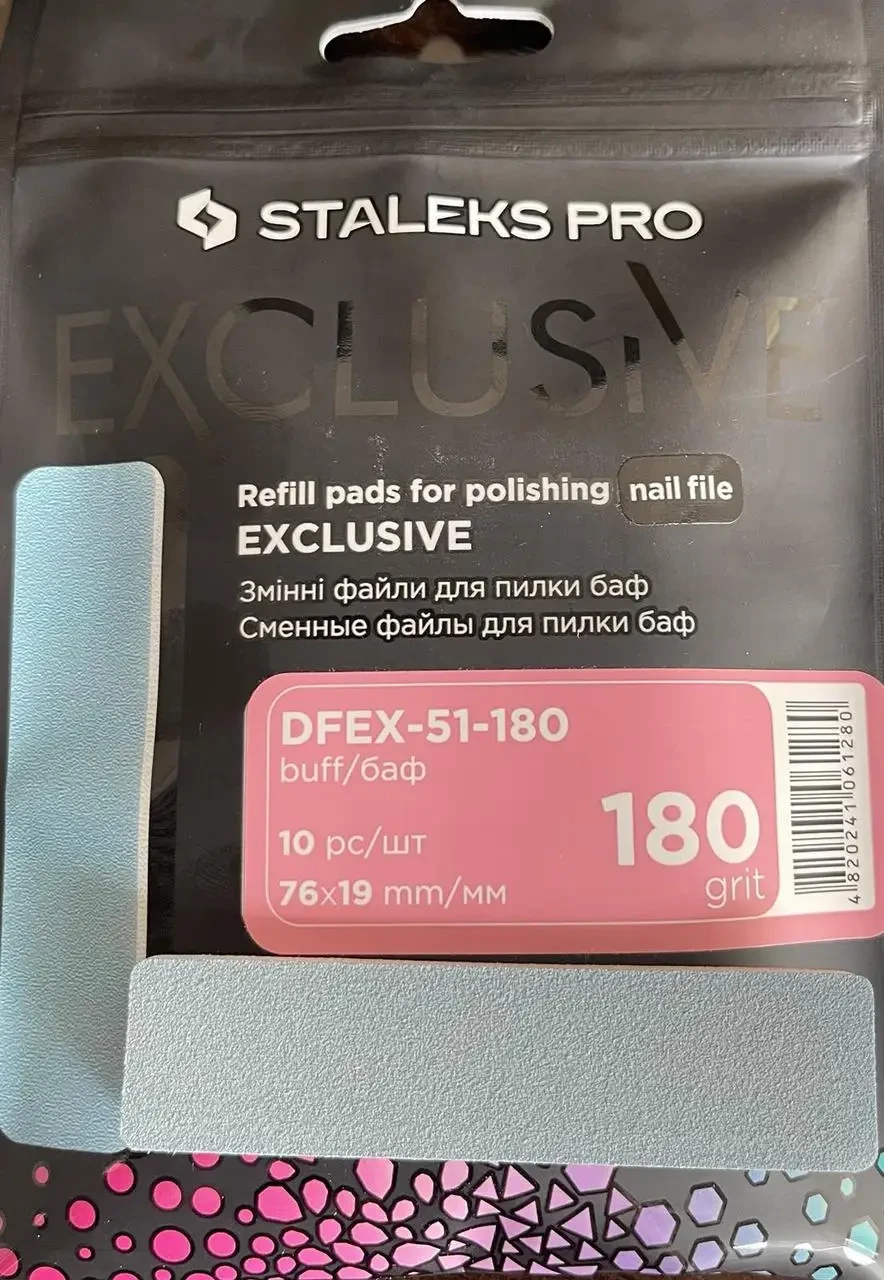 STALEKS PRO
EXCLUSIVE
Refill pads for polishing nail file
EXCLUSIVE
Змінні файли для пилки баф
Сменные файлы для пилки баф
DFEX-51-180
buff/баф
10 pc/шт
76x19 mm/мм
180
grit
4 820241 061280